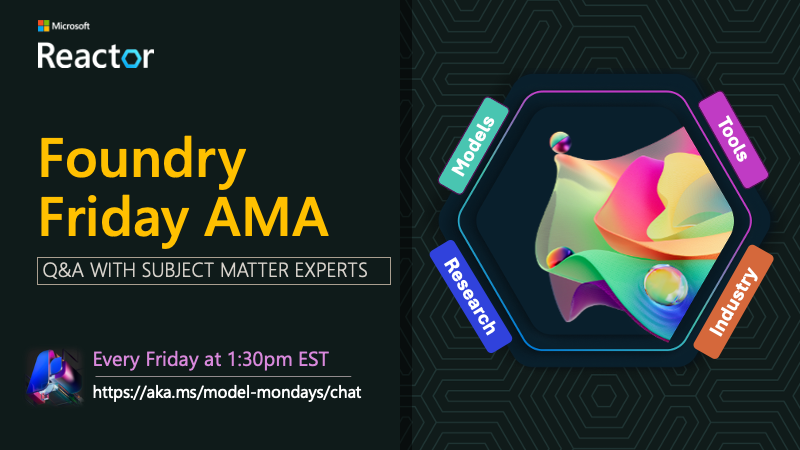 Microsoft
Reactor
Foundry
Friday AMA
Q&A WITH SUBJECT MATTER EXPERTS
Every Friday at 1:30pm EST
https://aka.ms/model-mondays/chat
Models
Tools
Research
Industry